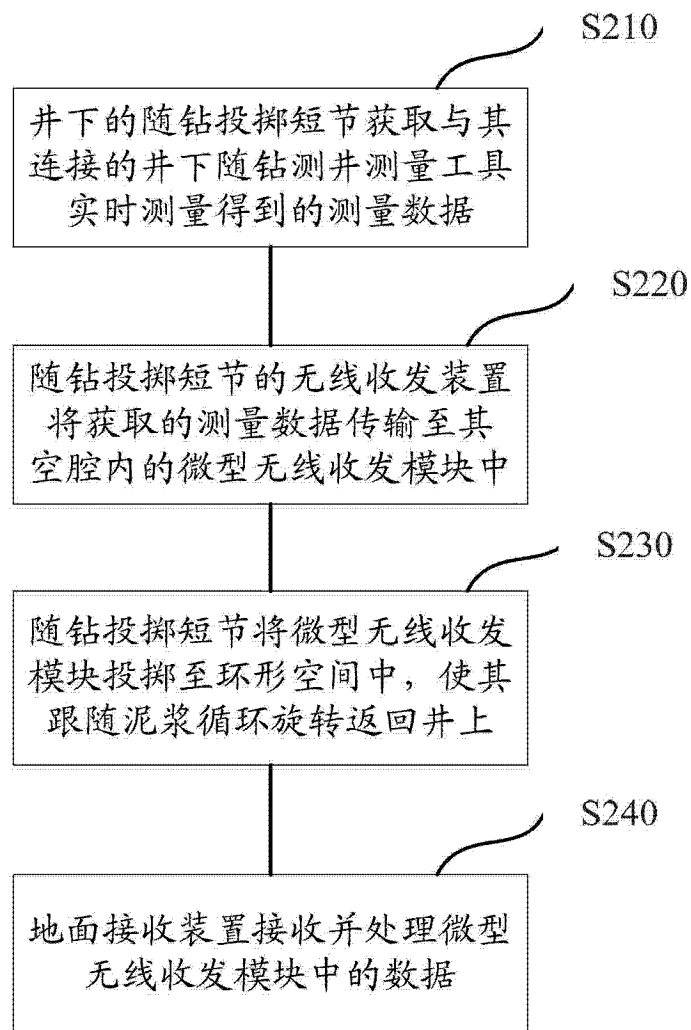 S210
井下的随钻投掷短节获取与其
连接的井下随钻测井测量工具
实时测量得到的测量数据
S220
随钻投掷短节的无线收发装置
将获取的测量数据传输至其
空腔内的微型无线收发模块中
S230
随钻投掷短节将微型无线收发
模块投掷至环形空间中，使其
跟随泥浆循环旋转返回井上
S240
地面接收装置接收并处理微型
无线收发模块中的数据